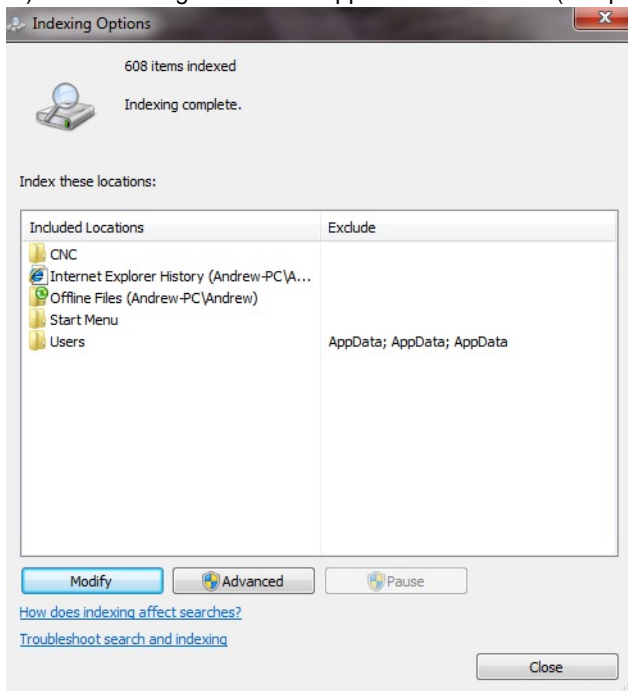 Indexing Options
608 items indexed
Indexing complete.
Index these locations:
Included Locations Exclude
CNC
Internet Explorer History (Andrew-PC\A...
Offline Files (Andrew-PC\Andrew)
Start Menu
Users AppData; AppData; AppData
Modify Advanced Pause
How does indexing affect searches?
Troubleshoot search and indexing
Close